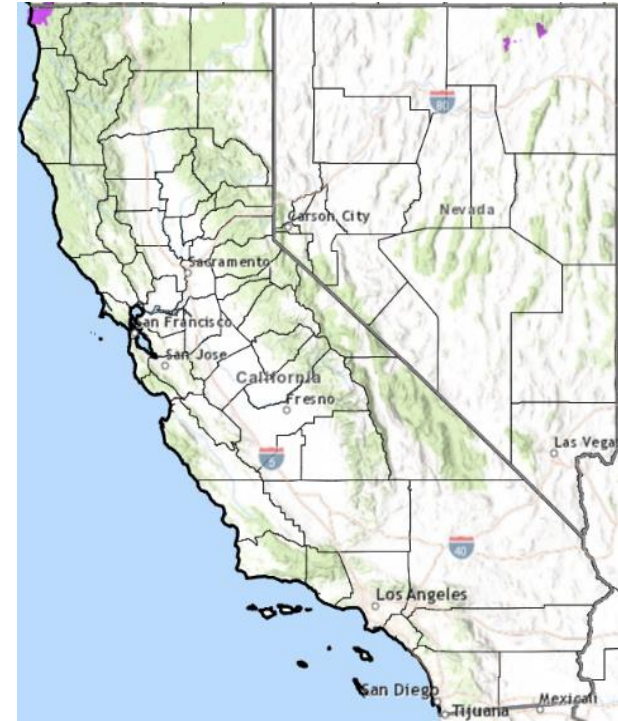 80
Carson City
Nevada
Sacramento
San Francisco
San Jose
California
Fresno
5
Las Vega
40
Los Angeles
San Diego
Tijuana
Mexicali